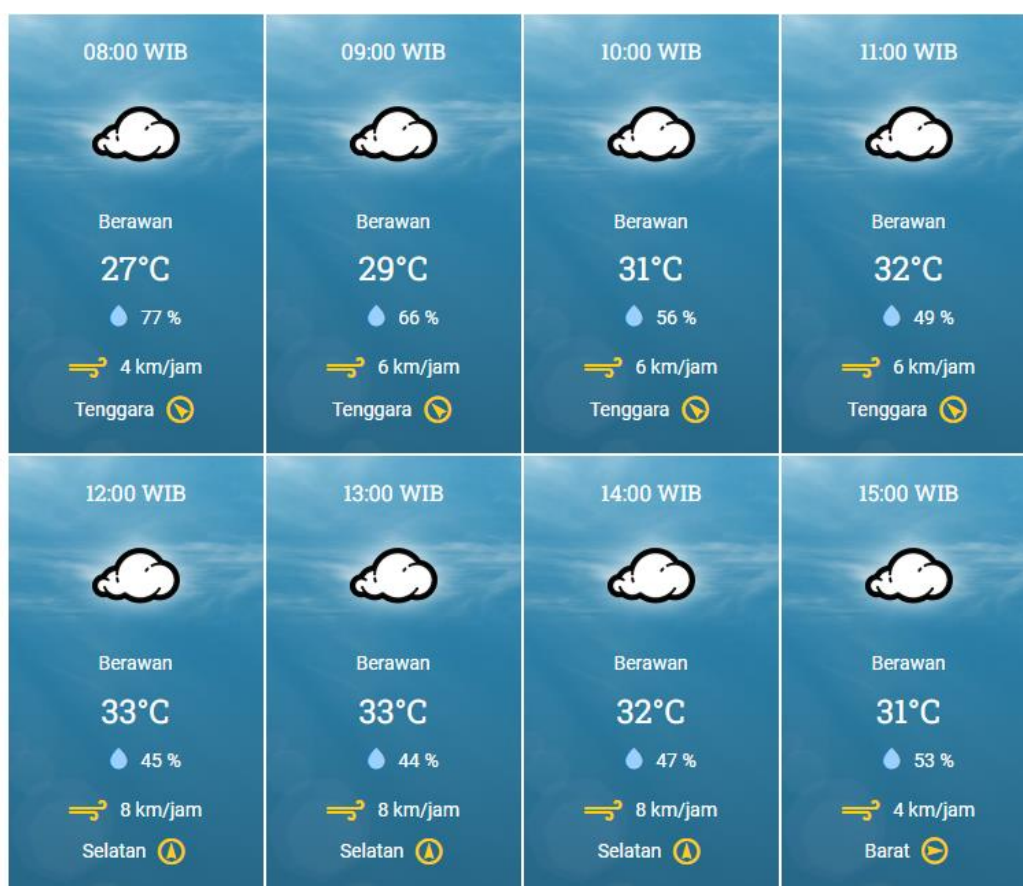 08:00 WIB
Berawan
27°C
77 %
4 km/jam
Tenggara
09:00 WIB
Berawan
29°C
66 %
6 km/jam
Tenggara
10:00 WIB
Berawan
31°C
56 %
6 km/jam
Tenggara
11:00 WIB
Berawan
32°C
49 %
6 km/jam
Tenggara
12:00 WIB
Berawan
33°C
45 %
8 km/jam
Selatan
13:00 WIB
Berawan
33°C
44 %
8 km/jam
Selatan
14:00 WIB
Berawan
32°C
47 %
8 km/jam
Selatan
15:00 WIB
Berawan
31°C
53 %
4 km/jam
Barat